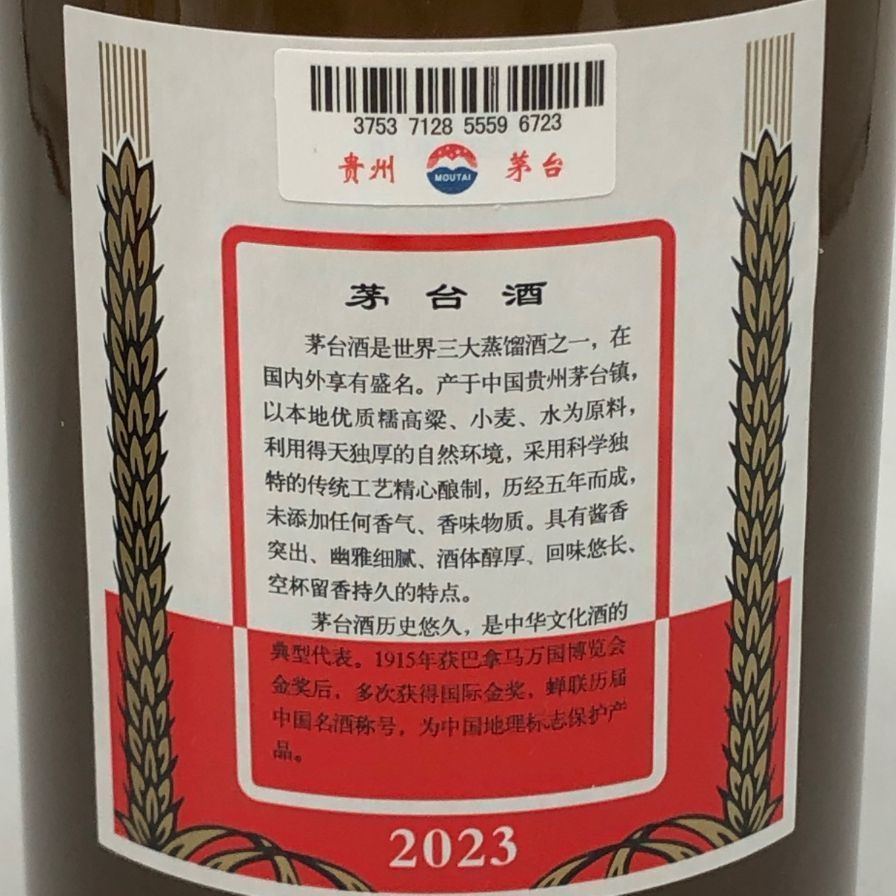 3753 7128 5559 6723
贵州 MOUTAI 茅台
茅台酒
茅台酒是世界三大蒸馏酒之一，在
国内外享有盛名。产于中国贵州茅台镇，
以本地优质糯高粱、小麦、水为原料，
利用得天独厚的自然环境，采用科学独
特的传统工艺精心酿制，历经五年而成，
未添加任何香气、香味物质。具有酱香
突出、幽雅细腻、酒体醇厚、回味悠长、
空杯留香持久的特点。
茅台酒历史悠久，是中华文化酒的
典型代表。1915年获巴拿马万国博览会
金奖后，多次获得国际金奖，蝉联历届
中国名酒称号，为中国地理标志保护产
品。
2023